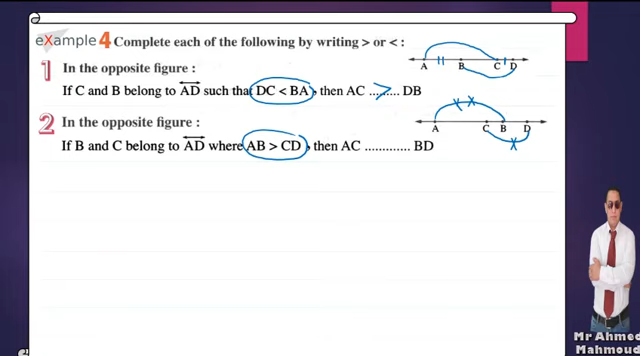 eXample 4 Complete each of the following by writing > or < :
A B C D
1 In the opposite figure :
If C and B belong to AD such that DC < BA , then AC ...>..... DB
2 In the opposite figure :
A C B D
If B and C belong to AD where AB > CD , then AC ............. BD
Mr Ahmed
Mahmoud